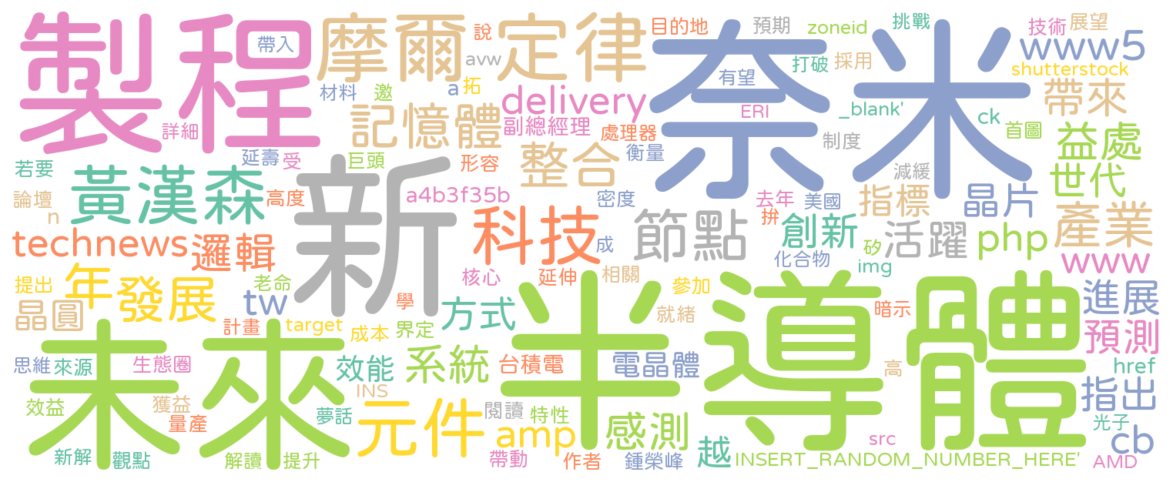 製程
帶入
摩爾定律
說
目的地
預期
zoneid
挑戰
技術
展望
avw
www5
奈米
有望
打破
採用
shutterstock
材料
邀
a
拓
delivery
ERI
_blank'
帶來
詳細
記憶體
副總經理
處理器
ck
首圖
制度
益處
若要
延壽
受
巨頭
形容
整合
衡量
減緩
世代
黃漢森
高度
新
a4b3f35b
密度
去年
美國
指標
晶片
論壇
n
科技
節點
拚
創新
活躍
php
產業
technews
邏輯
成
化合物
矽
img
www
提出
年
發展
老命
tw
核心
延伸
相關
參加
半導體
進展
晶圓
計畫
target
學
方式
就緒
暗示
預測
未來
成本
界定
思維
來源
生態圈
效能
系統
台積電
電晶體
高
href
INS
指出
效益
獲益
量產
夢話
元件
閱讀
特性
感測
光子
amp
cb
新解
觀點
解讀
提升
帶動
作者
鍾榮峰
越
src
INSERT_RANDOM_NUMBER_HERE'
AMD